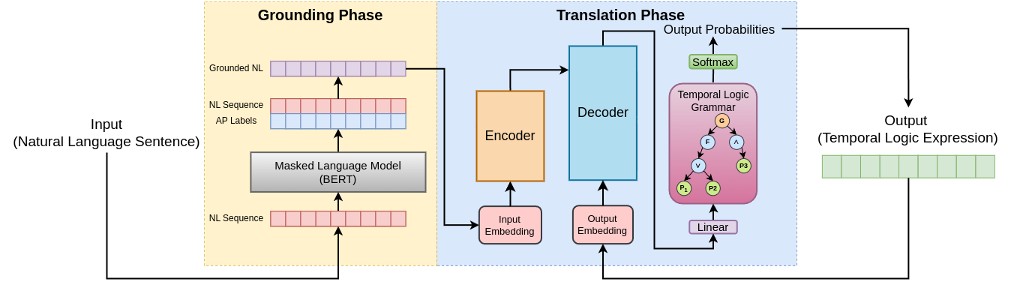 Grounding Phase
Translation Phase
Output Probabilities
Grounded NL
Softmax
NL Sequence
AP Labels
Temporal Logic
Grammar
G
F
Λ
V
P3
P1
P2
Input
(Natural Language Sentence)
Encoder
Decoder
Output
(Temporal Logic Expression)
Masked Language Model
(BERT)
NL Sequence
Input
Embedding
Output
Embedding
Linear